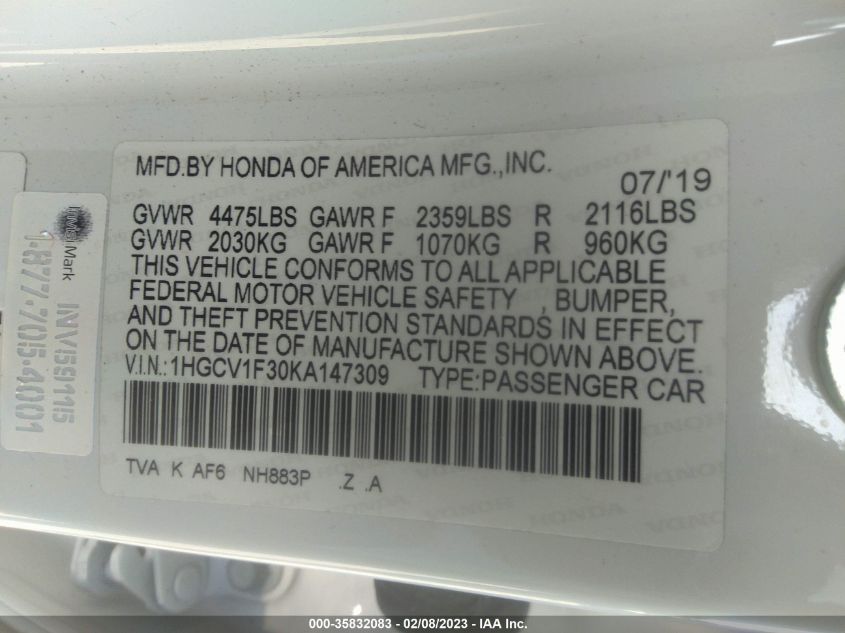 MFD.BY HONDA OF AMERICA MFG.,INC.
07/'19
GVWR 4475LBS GAWR F 2359LBS R 2116LBS
GVWR 2030KG GAWR F 1070KG R 960KG
THIS VEHICLE CONFORMS TO ALL APPLICABLE
FEDERAL MOTOR VEHICLE SAFETY , BUMPER,
AND THEFT PREVENTION STANDARDS IN EFFECT
ON THE DATE OF MANUFACTURE SHOWN ABOVE.
V.I.N.:1HGCV1F30KA147309 TYPE:PASSENGER CAR
TVA K AF6 NH883P .Z .A
Mark
1-877-705-4001
000-35832083 - 02/08/2023 - Copyright © IAA, Inc.